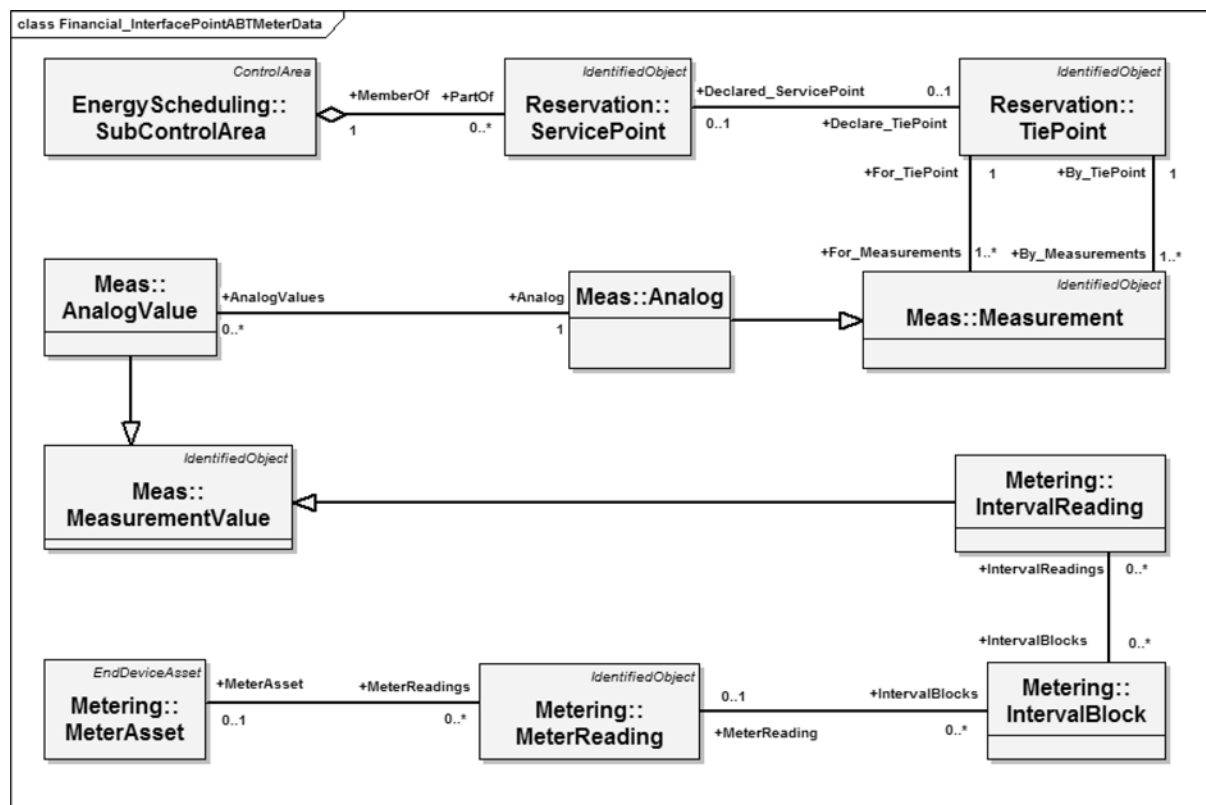 class Financial_InterfacePointABTMeterData
ControlArea
EnergyScheduling::
SubControlArea
+MemberOf
+PartOf
1
0..*
IdentifiedObject
Reservation::
ServicePoint
+Declared_ServicePoint
0..1
0..1
+Declare_TiePoint
IdentifiedObject
Reservation::
TiePoint
+For_TiePoint
1
+By_TiePoint
1
+For_Measurements
1..*
+By_Measurements
1..*
Meas::
AnalogValue
+AnalogValues
0..*
+Analog
1
Meas::Analog
IdentifiedObject
Meas::Measurement
IdentifiedObject
Meas::
MeasurementValue
Metering::
IntervalReading
+IntervalReadings
0..*
+IntervalBlocks
0..*
EndDeviceAsset
Metering::
MeterAsset
+MeterAsset
0..1
+MeterReadings
0..*
IdentifiedObject
Metering::
MeterReading
0..1
+MeterReading
+IntervalBlocks
0..*
Metering::
IntervalBlock